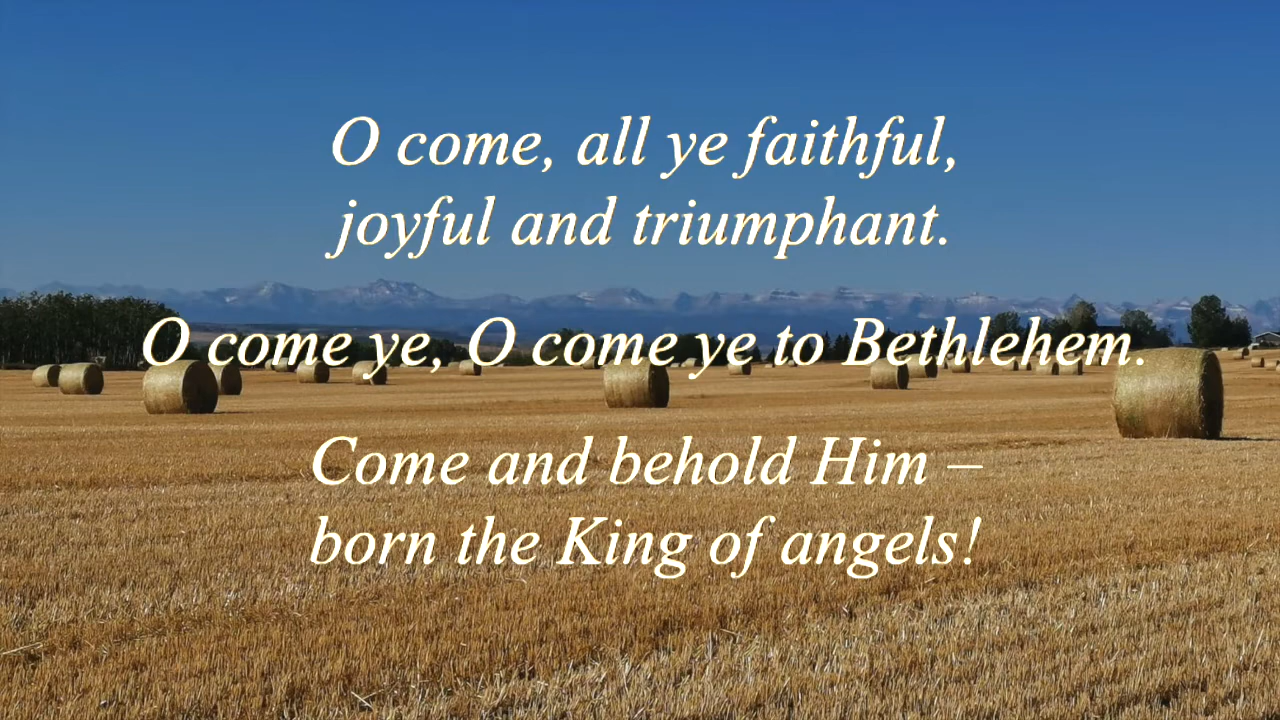 O come, all ye faithful,
joyful and triumphant.
O come ye, O come ye to Bethlehem.
Come and behold Him –
born the King of angels!